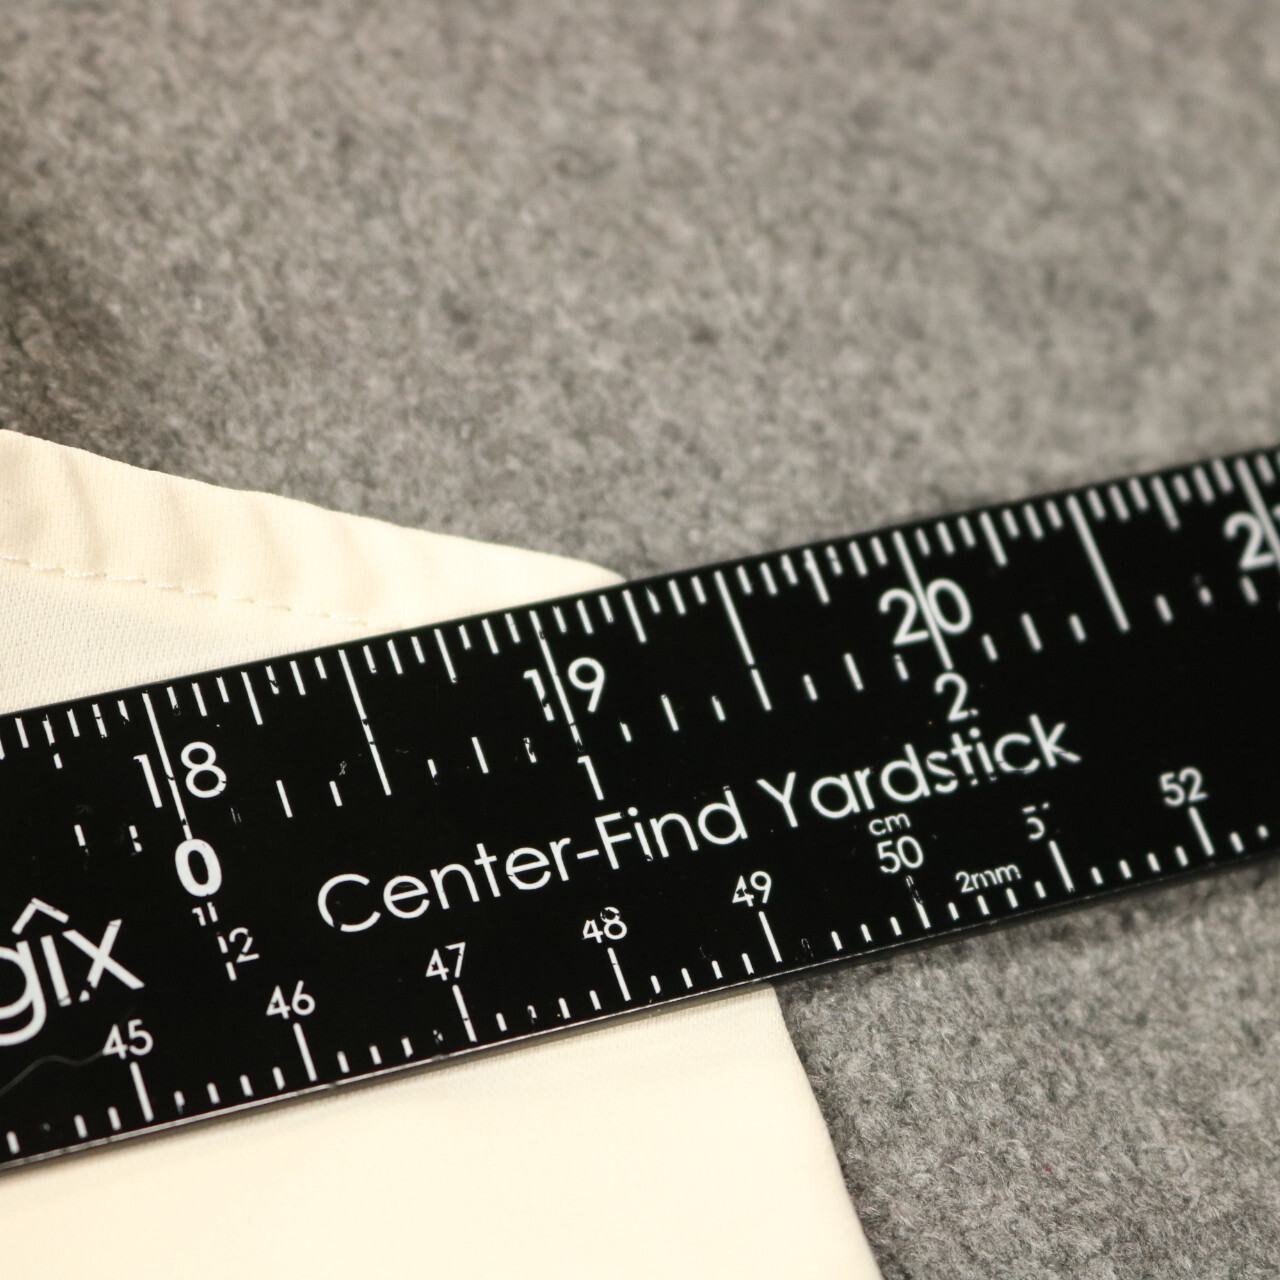 18 19 20
0 1 2
Center-Find Yardstick
gix
12
cm
2mm
45 46 47 48 49 50 52